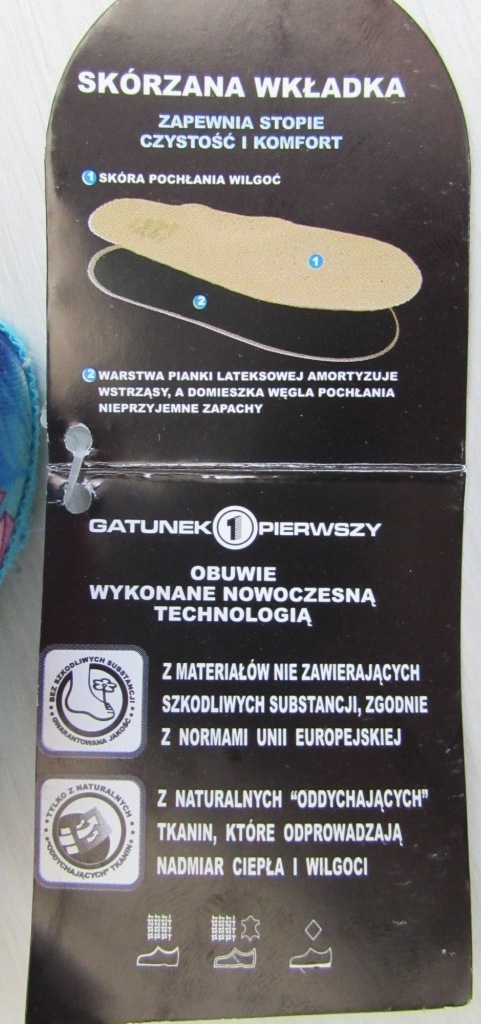 SKÓRZANA WKŁADKA
ZAPEWNIA STOPIE
CZYSTOŚĆ I KOMFORT
1 SKÓRA POCHŁANIA WILGOĆ
1
2
2 WARSTWA PIANKI LATEKSOWEJ AMORTYZUJE
WSTRZĄSY, A DOMIESZKA WĘGLA POCHŁANIA
NIEPRZYJEMNE ZAPACHY
GATUNEK 1 PIERWSZY
OBUWIE
WYKONANE NOWOCZESNĄ
TECHNOLOGIĄ
BEZ SZKODLIWYCH SUBSTANCJI
GWARANTOWANA JAKOŚĆ
Z MATERIAŁÓW NIE ZAWIERAJĄCYCH
SZKODLIWYCH SUBSTANCJI, ZGODNIE
Z NORMAMI UNII EUROPEJSKIEJ
TYLKO Z NATURALNYCH
"ODDYCHAJĄCYCH" TKANIN
Z NATURALNYCH "ODDYCHAJĄCYCH"
TKANIN, KTÓRE ODPROWADZAJĄ
NADMIAR CIEPŁA I WILGOCI